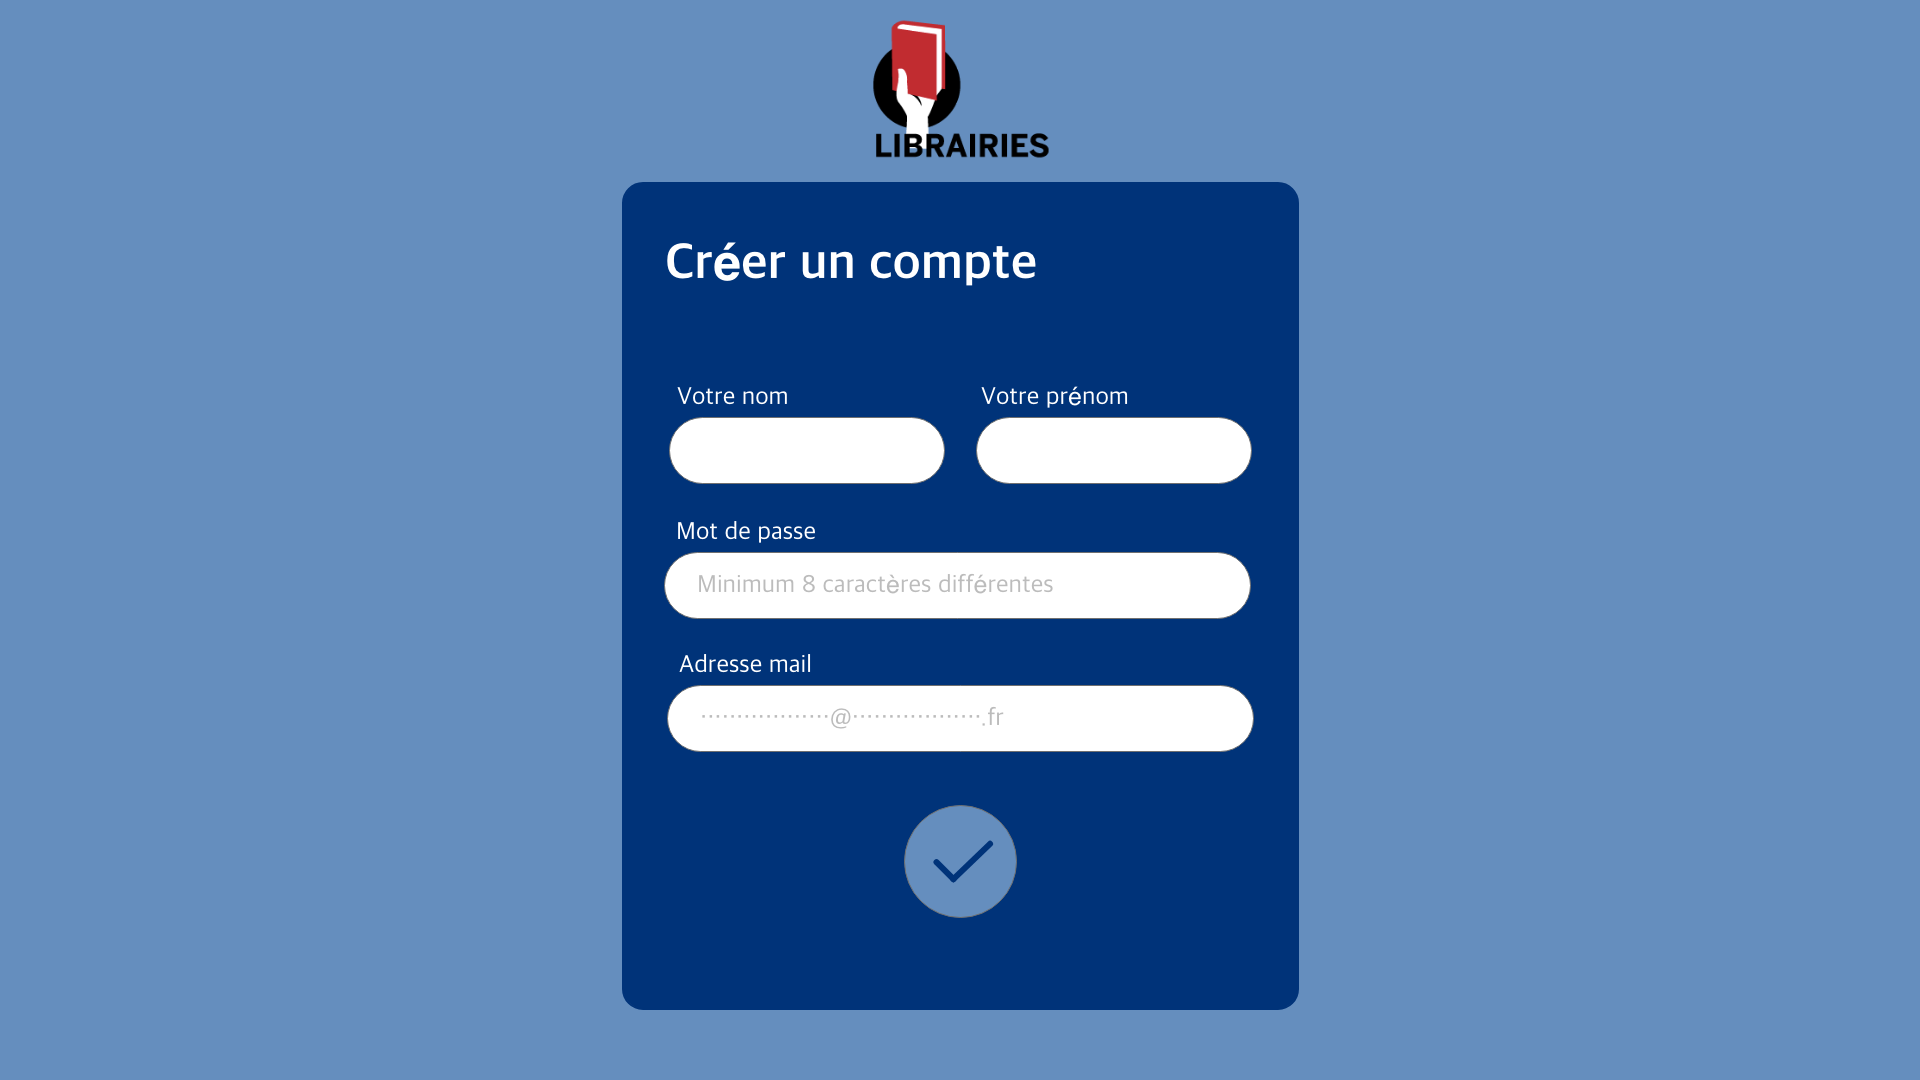 LIBRAIRIES
Créer un compte
Votre nom
Votre prénom
Mot de passe
Minimum 8 caractères différentes
Adresse mail
..................@..................fr